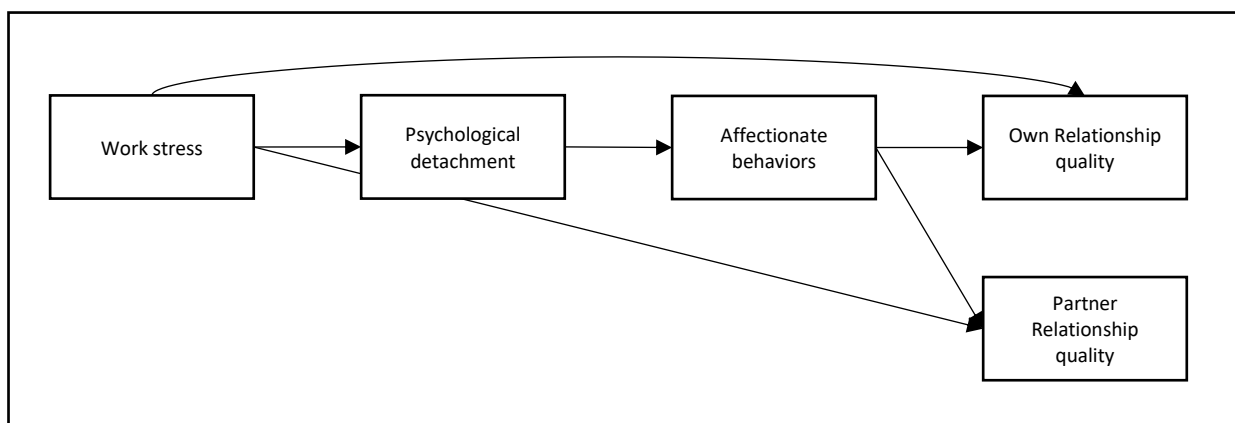 Work stress
Psychological
detachment
Affectionate
behaviors
Own Relationship
quality
Partner
Relationship
quality